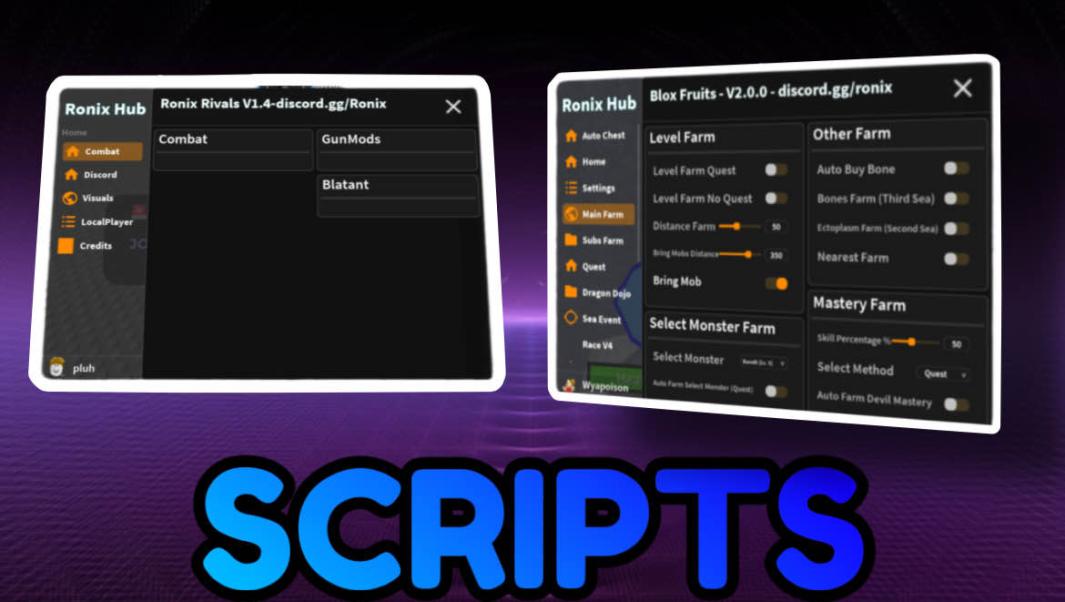 Ronix Hub
Ronix Rivals V1.4-discord.gg/Ronix
Home
Combat
Discord
Visuals
LocalPlayer
Credits
pluh
Combat
GunMods
Blatant
Ronix Hub
Blox Fruits - V2.0.0 - discord.gg/ronix
Auto Chest
Home
Settings
Main Farm
Subs Farm
Quest
Dragon Dojo
Sea Event
Race V4
Wyapoison
Level Farm
Level Farm Quest
Level Farm No Quest
Distance Farm 50
Bring Mobs Distance 350
Bring Mob
Select Monster Farm
Select Monster
Auto Farm Select Monster (Quest)
Other Farm
Auto Buy Bone
Bones Farm (Third Sea)
Ectoplasm Farm (Second Sea)
Nearest Farm
Mastery Farm
Skill Percentage % 50
Select Method Quest
Auto Farm Devil Mastery
SCRIPTS